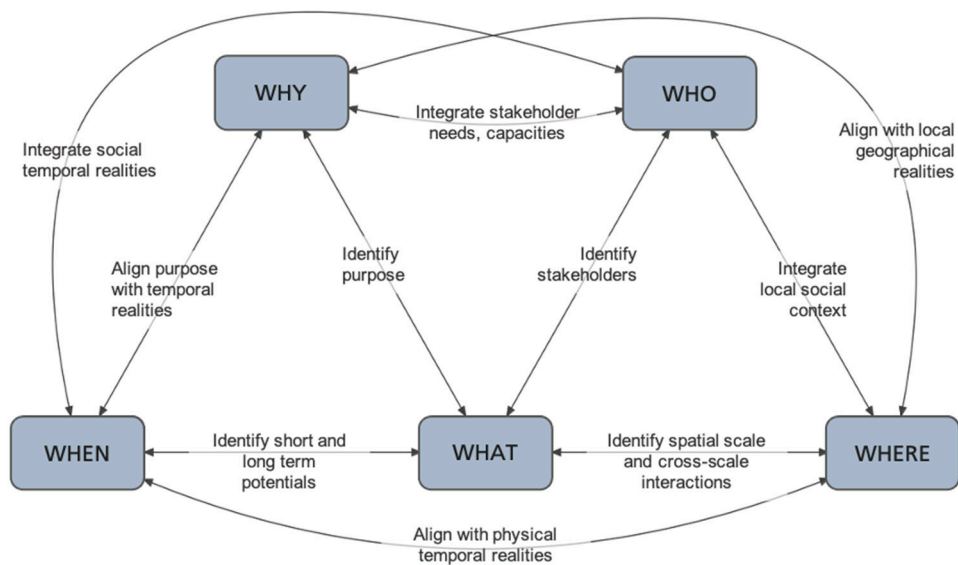 WHY
WHO
Integrate stakeholder
needs, capacities
Integrate social
temporal realities
Align with local
geographical
realities
Align purpose
with temporal
realities
Identify
purpose
Identify
stakeholders
Integrate
local social
context
WHEN
Identify short and
long term
potentials
WHAT
Identify spatial scale
and cross-scale
interactions
WHERE
Align with physical
temporal realities